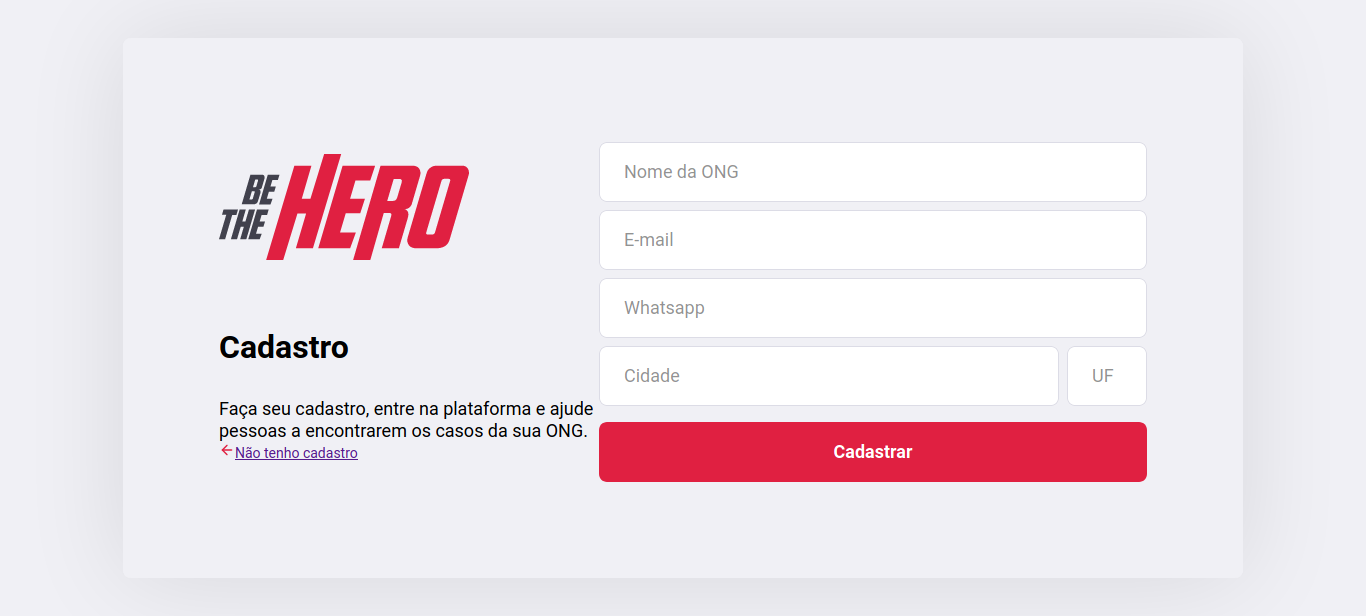 BE
THE HERO
Cadastro
Faça seu cadastro, entre na plataforma e ajude
pessoas a encontrarem os casos da sua ONG.
Não tenho cadastro
Nome da ONG
E-mail
Whatsapp
Cidade UF
Cadastrar